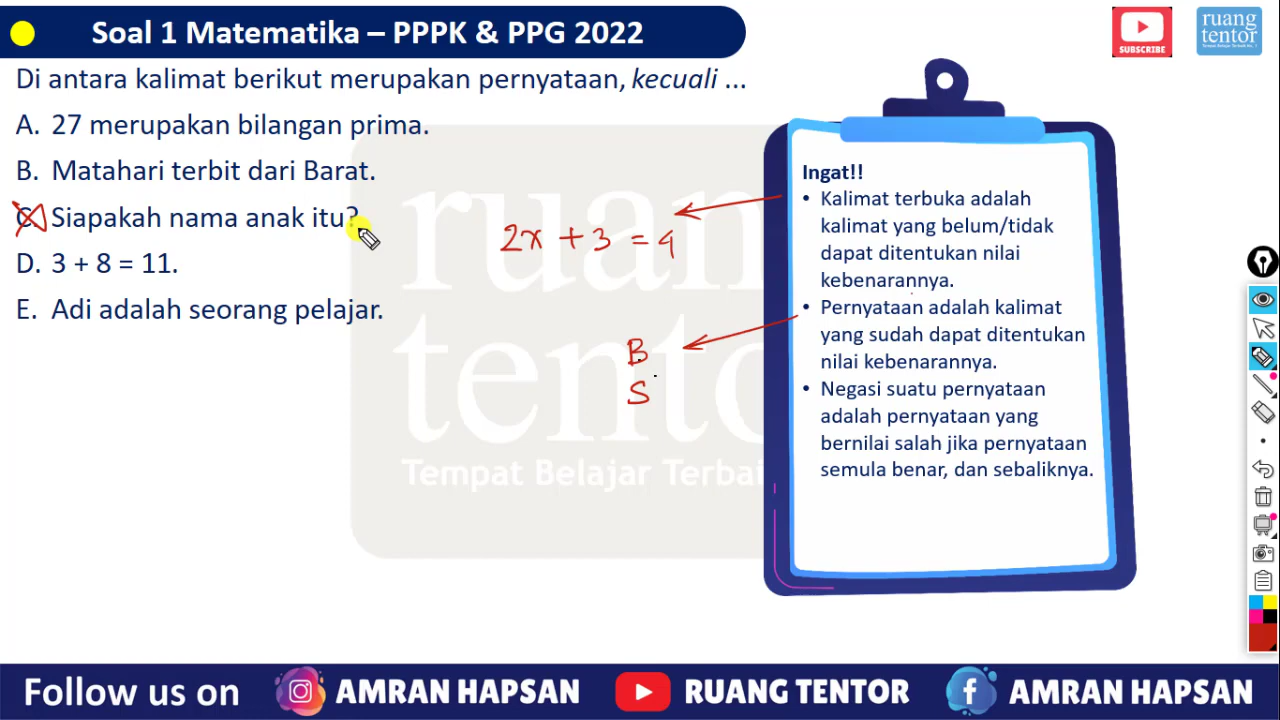 Soal 1 Matematika – PPPK & PPG 2022
SUBSCRIBE
ruang
tentor
Di antara kalimat berikut merupakan pernyataan, kecuali ...
A. 27 merupakan bilangan prima.
B. Matahari terbit dari Barat.
C. Siapakah nama anak itu?
D. 3 + 8 = 11.
E. Adi adalah seorang pelajar.
2x + 3 = 4
B
S
ruang
tentor
Tempat Belajar Terbaik
Ingat!!
• Kalimat terbuka adalah
kalimat yang belum/tidak
dapat ditentukan nilai
kebenarannya.
• Pernyataan adalah kalimat
yang sudah dapat ditentukan
nilai kebenarannya.
• Negasi suatu pernyataan
adalah pernyataan yang
bernilai salah jika pernyataan
semula benar, dan sebaliknya.
Follow us on
AMRAN HAPSAN
RUANG TENTOR
AMRAN HAPSAN